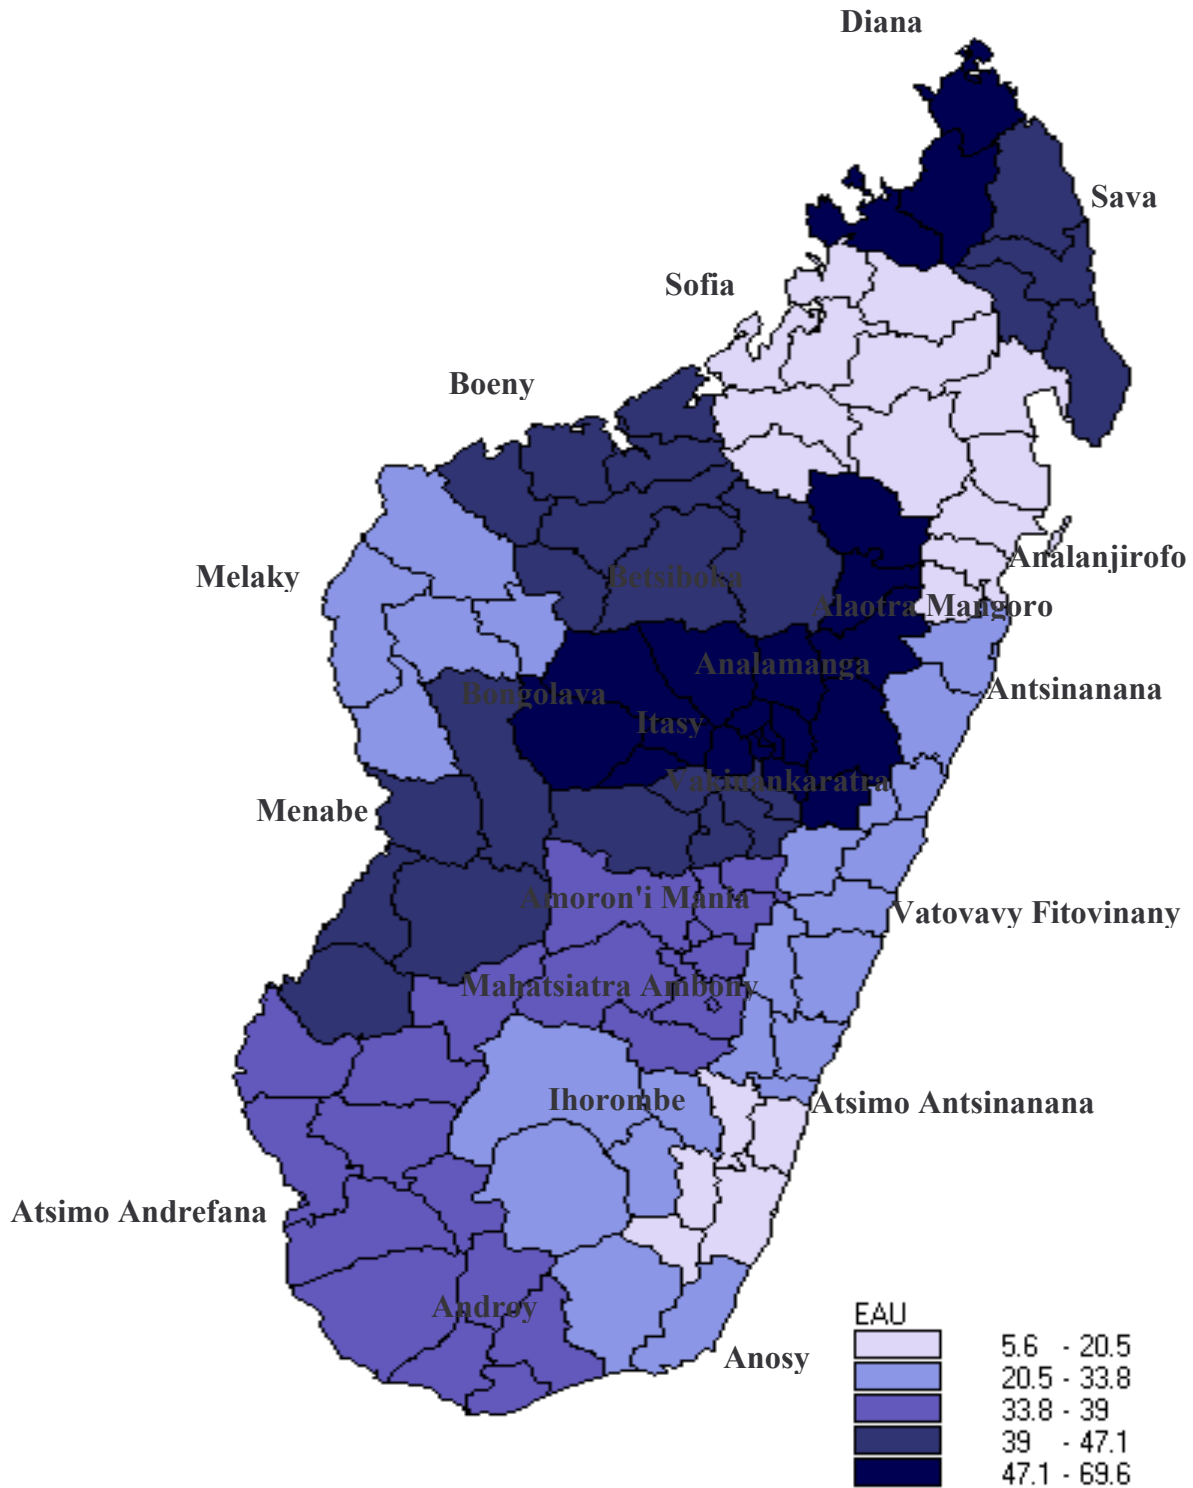 Diana
Sava
Sofia
Boeny
Analanjirofo
Melaky
Betsiboka
Alaotra Mangoro
Analamanga
Antsinanana
Bongolava
Itasy
Vakinankaratra
Menabe
Amoron'i Mania
Vatovavy Fitovinany
Mahatsiatra Ambony
Ihorombe
Atsimo Antsinanana
Atsimo Andrefana
Androy
Anosy
EAU
5.6 - 20.5
20.5 - 33.8
33.8 - 39
39 - 47.1
47.1 - 69.6